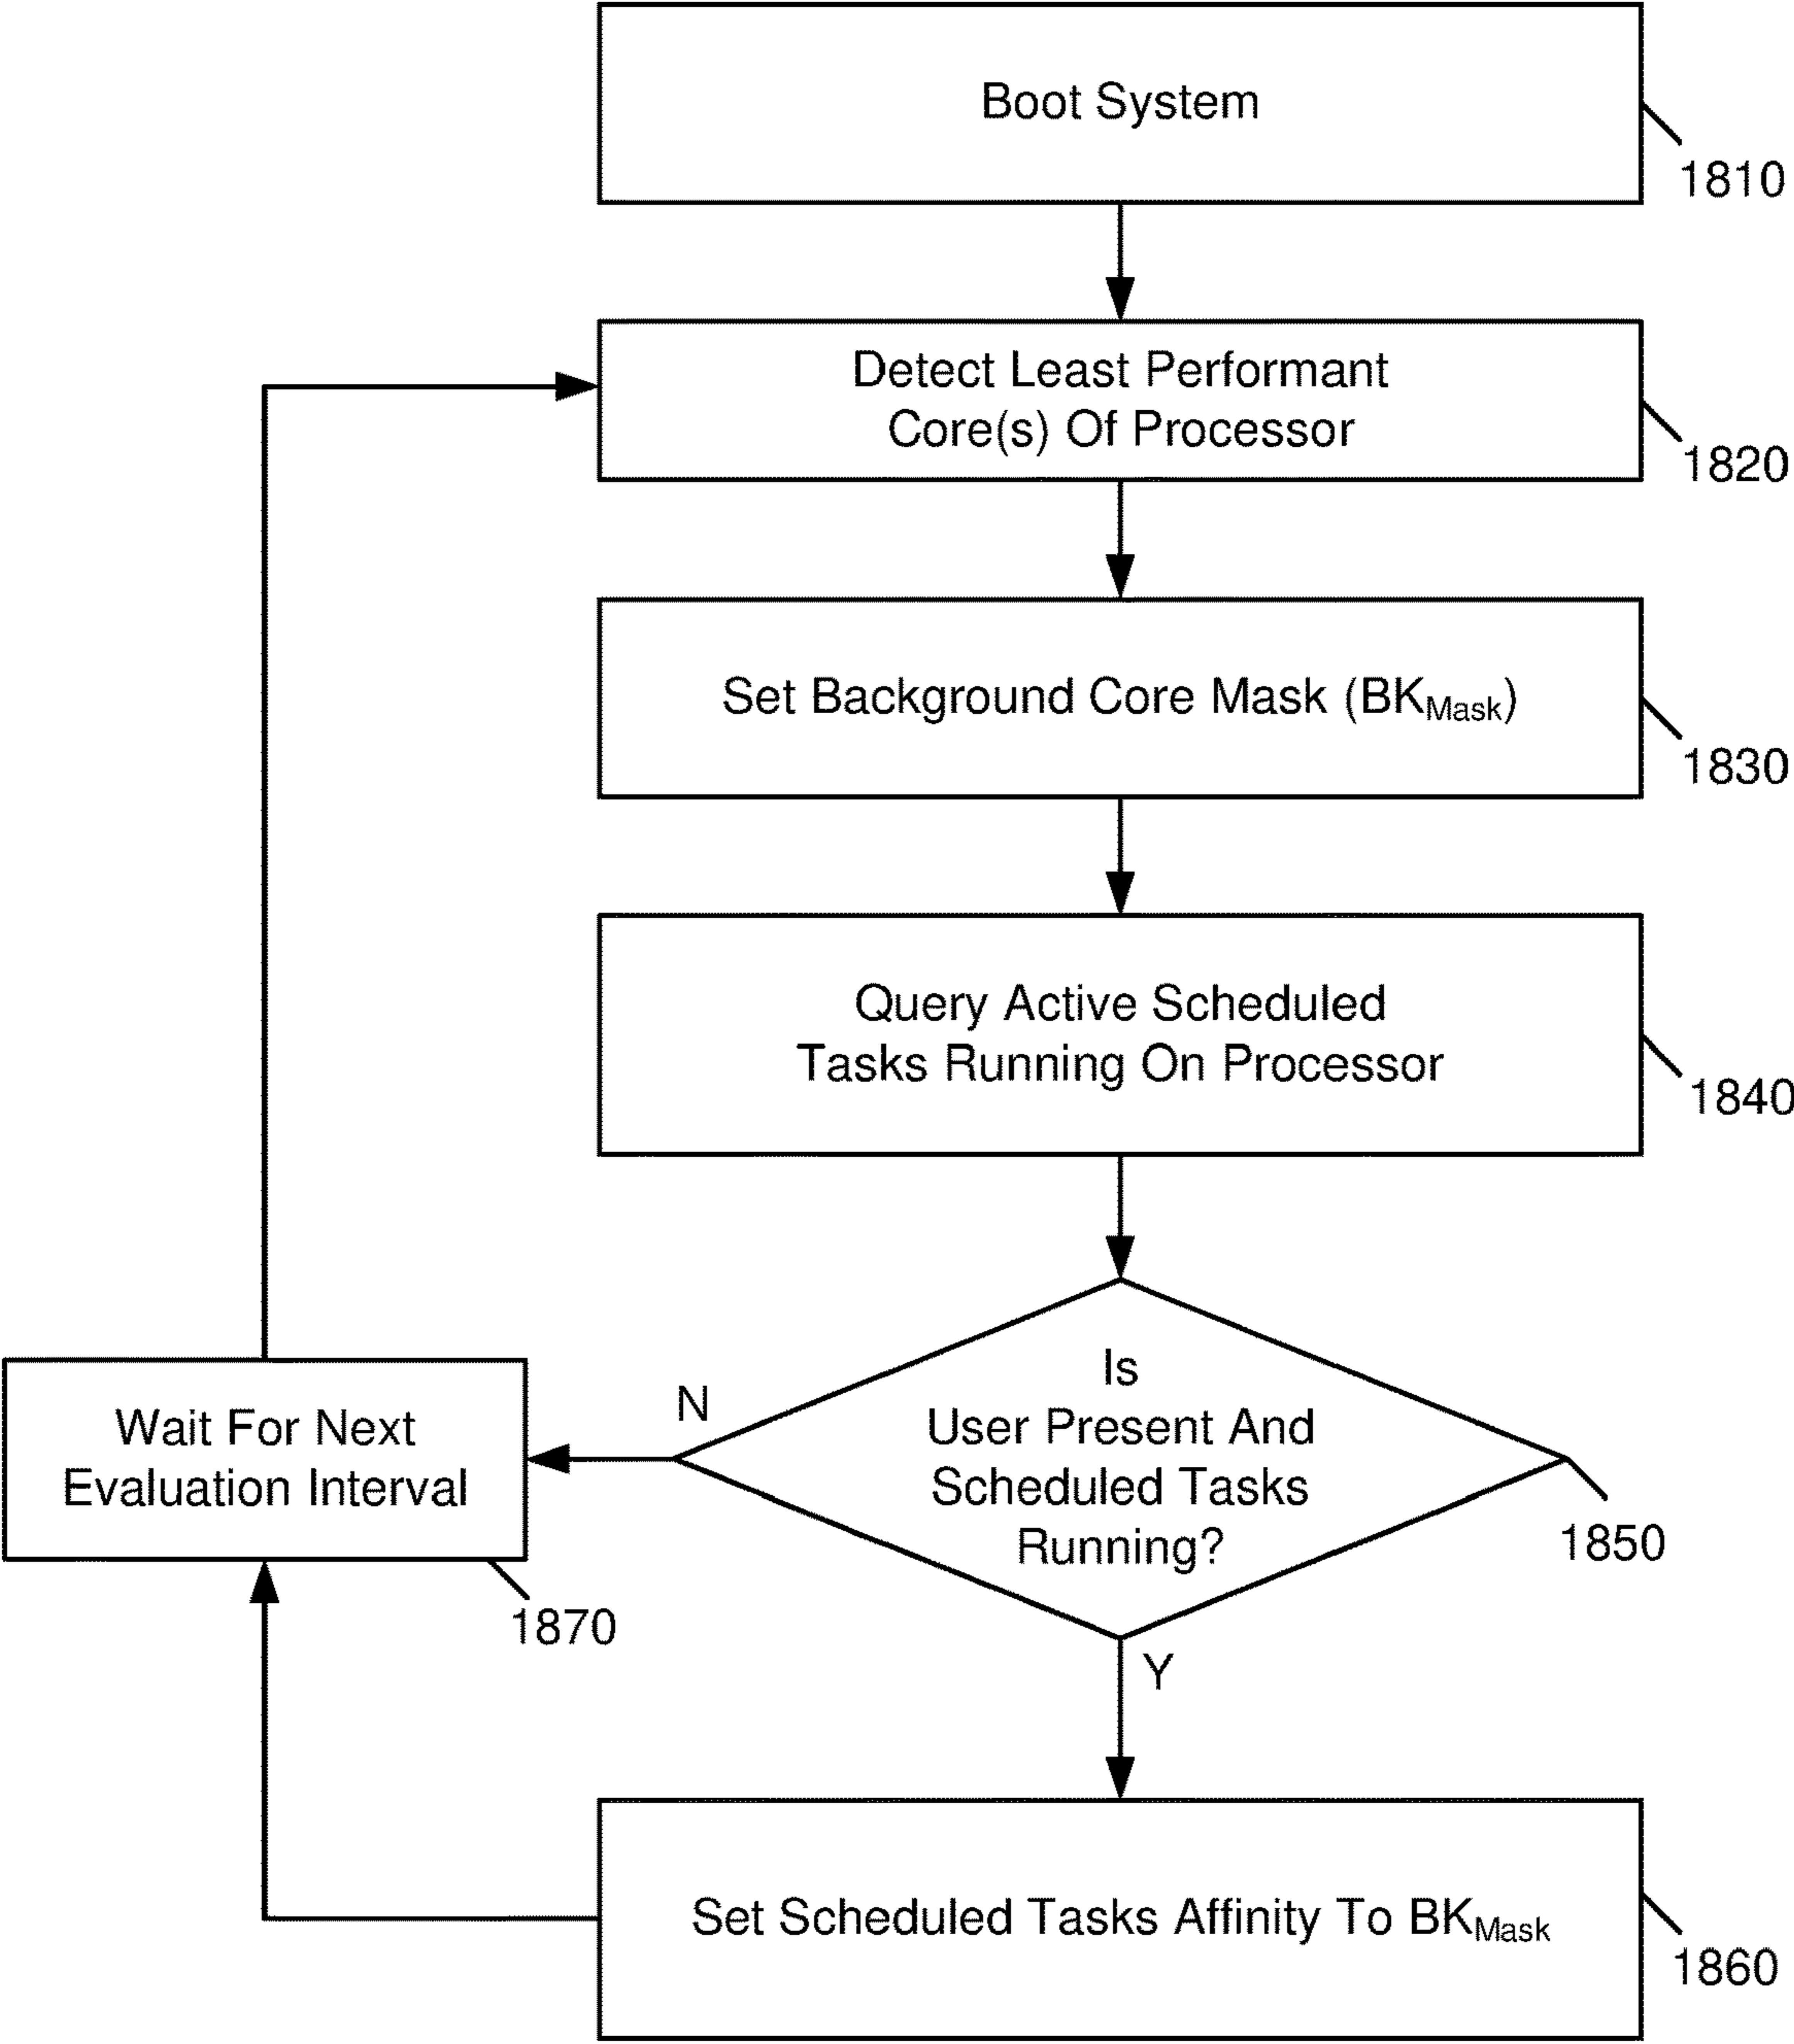 Boot System
1810
Detect Least Performant
Core(s) Of Processor
1820
Set Background Core Mask (BKMask)
1830
Query Active Scheduled
Tasks Running On Processor
1840
Is
User Present And
Scheduled Tasks
Running?
1850
N
Wait For Next
Evaluation Interval
1870
Y
Set Scheduled Tasks Affinity To BKMask
1860